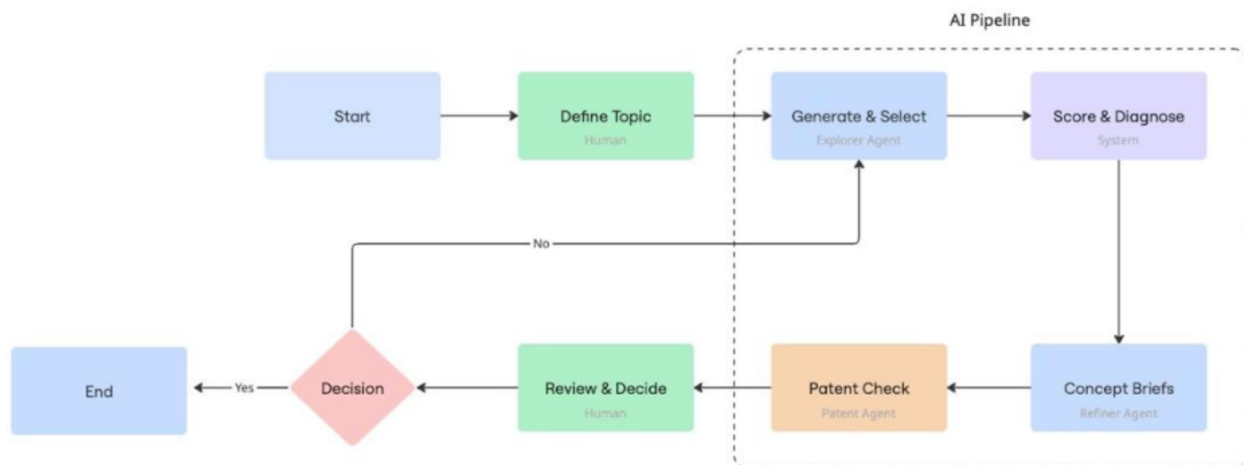 AI Pipeline
Start
Define Topic
Human
Generate & Select
Explorer Agent
Score & Diagnose
System
No
End
Yes
Decision
Review & Decide
Human
Patent Check
Patent Agent
Concept Briefs
Refiner Agent